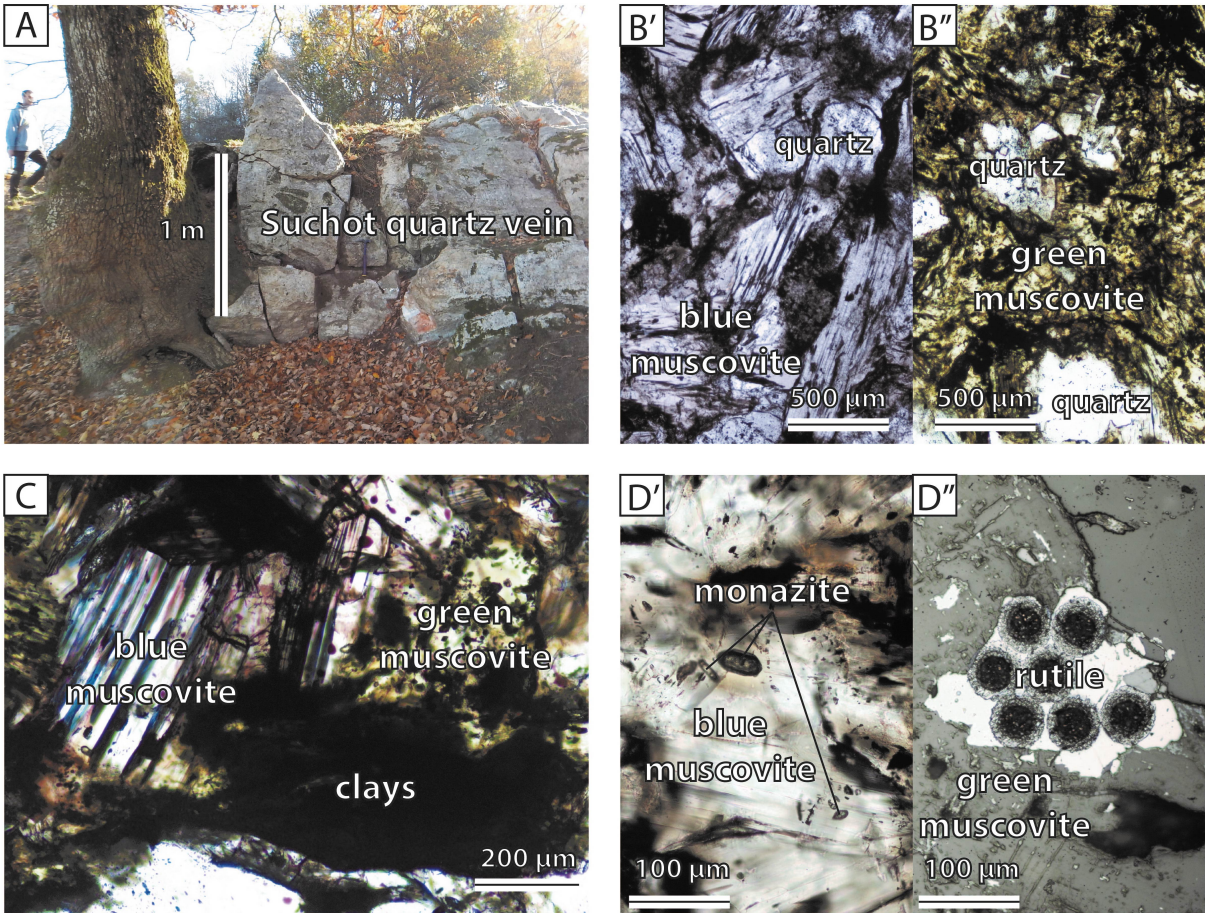 A
1 m
Suchot quartz vein
B'
quartz
blue
muscovite
500 µm
B"
quartz
green
muscovite
quartz
500 µm
C
blue
muscovite
green
muscovite
clays
200 µm
D'
monazite
blue
muscovite
100 µm
D"
rutile
green
muscovite
100 µm